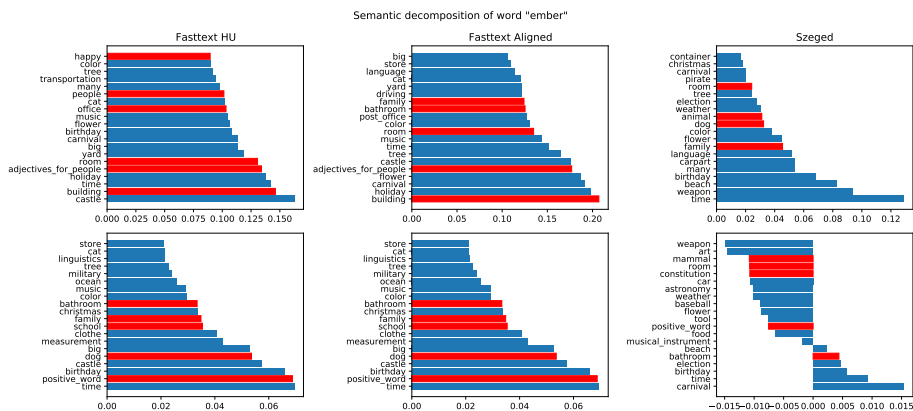 Semantic decomposition of word "ember"
Fasttext HU
happy
color
tree
transportation
many
people
cat
office
music
flower
birthday
carnival
big
yard
room
adjectives_for_people
holiday
time
building
castle
0.000 0.025 0.050 0.075 0.100 0.125 0.150
Fasttext Aligned
big
store
language
cat
yard
driving
family
bathroom
post_office
color
room
music
time
tree
castle
adjectives_for_people
flower
carnival
holiday
building
0.00 0.05 0.10 0.15 0.20
Szeged
container
christmas
carnival
pirate
room
tree
election
weather
animal
dog
color
flower
family
language
carpart
many
birthday
beach
weapon
time
0.00 0.02 0.04 0.06 0.08 0.10 0.12
store
cat
linguistics
tree
military
ocean
music
color
bathroom
christmas
family
school
clothe
measurement
big
dog
castle
birthday
positive_word
time
0.00 0.02 0.04 0.06
store
cat
linguistics
tree
military
ocean
music
color
bathroom
christmas
family
school
clothe
measurement
big
dog
castle
birthday
positive_word
time
0.00 0.02 0.04 0.06
weapon
art
mammal
room
constitution
car
astronomy
weather
baseball
flower
tool
positive_word
food
musical_instrument
beach
bathroom
election
birthday
time
carnival
−0.015 −0.010 −0.005 0.000 0.005 0.010 0.015